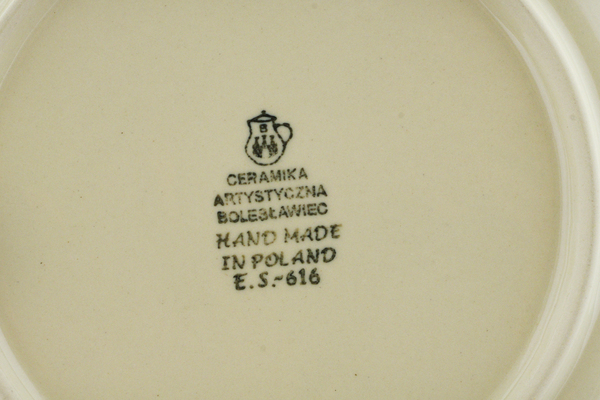 B
CERAMIKA
ARTYSTYCZNA
BOLESŁAWIEC
HAND MADE
IN POLAND
E.S.-616